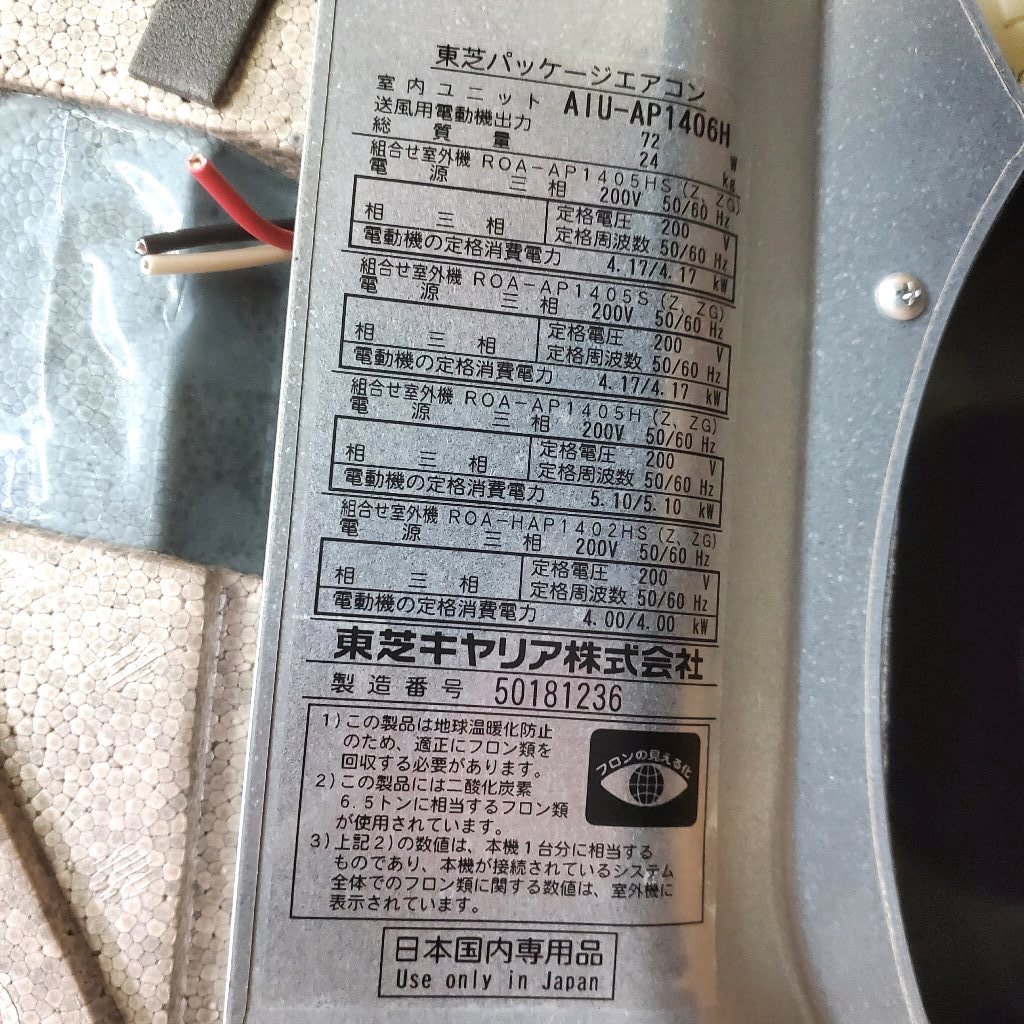 東芝パッケージエアコン
室内ユニット AIU-AP1406H
送風用電動機出力 72 W
総質量 24 kg
組合せ室外機 ROA-AP1405HS(Z、ZG)
電源 三相 200V 50/60 Hz
相 三相 定格電圧 200 V
定格周波数 50/60 Hz
電動機の定格消費電力 4.17/4.17 kW
組合せ室外機 ROA-AP1405S(Z、ZG)
電源 三相 200V 50/60 Hz
相 三相 定格電圧 200 V
定格周波数 50/60 Hz
電動機の定格消費電力 4.17/4.17 kW
組合せ室外機 ROA-AP1405H(Z、ZG)
電源 三相 200V 50/60 Hz
相 三相 定格電圧 200 V
定格周波数 50/60 Hz
電動機の定格消費電力 5.10/5.10 kW
組合せ室外機 ROA-HAP1402HS(Z、ZG)
電源 三相 200V 50/60 Hz
相 三相 定格電圧 200 V
定格周波数 50/60 Hz
電動機の定格消費電力 4.00/4.00 kW
東芝キヤリア株式会社
製造番号 50181236
1)この製品は地球温暖化防止
のため、適正にフロン類を
回収する必要があります。
2)この製品には二酸化炭素
6.5トンに相当するフロン類
が使用されています。
フロンの見える化
3)上記2)の数値は、本機1台分に相当する
ものであり、本機が接続されているシステム
全体でのフロン類に関する数値は、室外機に
表示されています。
日本国内専用品
Use only in Japan